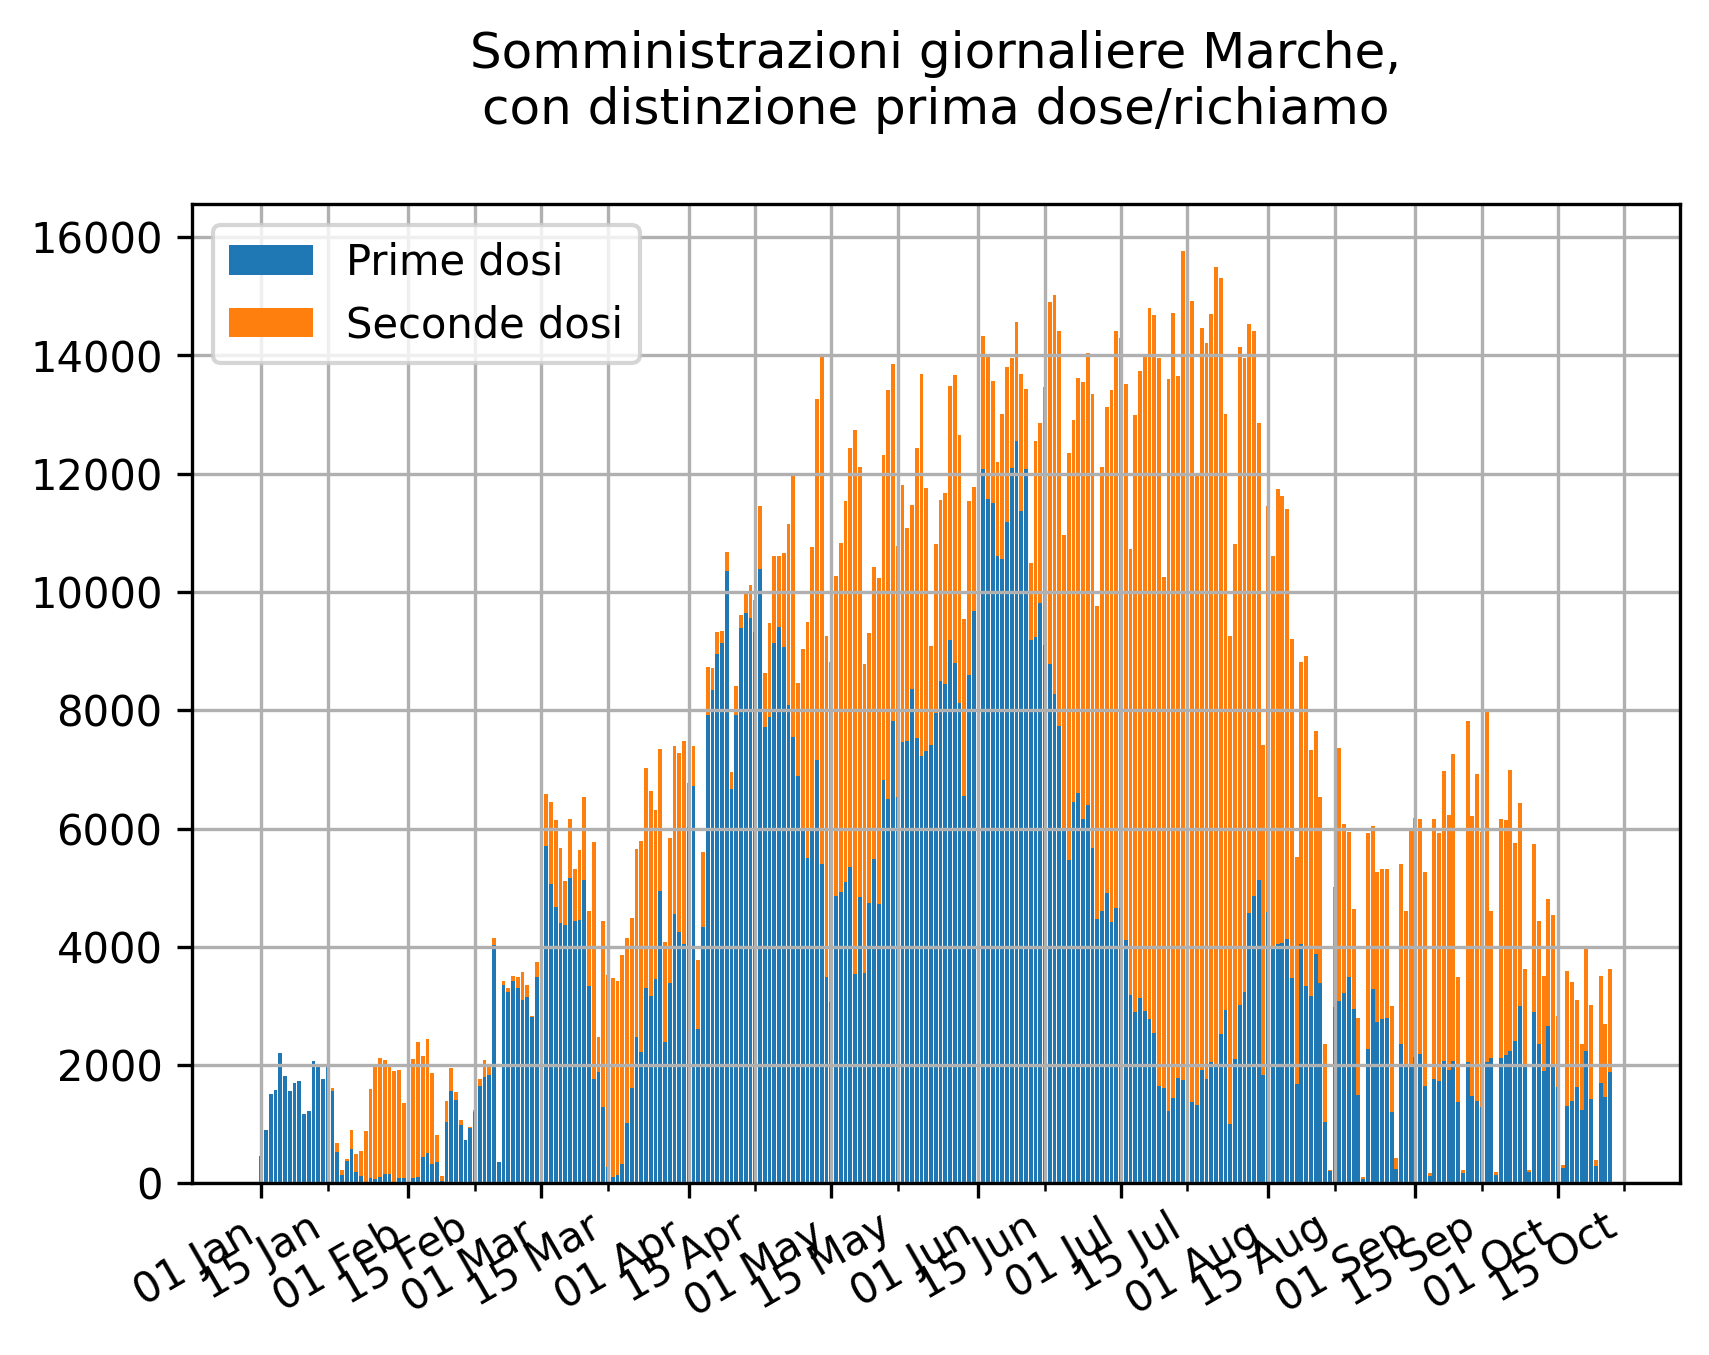 Somministrazioni giornaliere Marche,
con distinzione prima dose/richiamo
Prime dosi
Seconde dosi
16000
14000
12000
10000
8000
6000
4000
2000
0
01 Jan
15 Jan
01 Feb
15 Feb
01 Mar
15 Mar
01 Apr
15 Apr
01 May
15 May
01 Jun
15 Jun
01 Jul
15 Jul
01 Aug
15 Aug
01 Sep
15 Sep
01 Oct
15 Oct